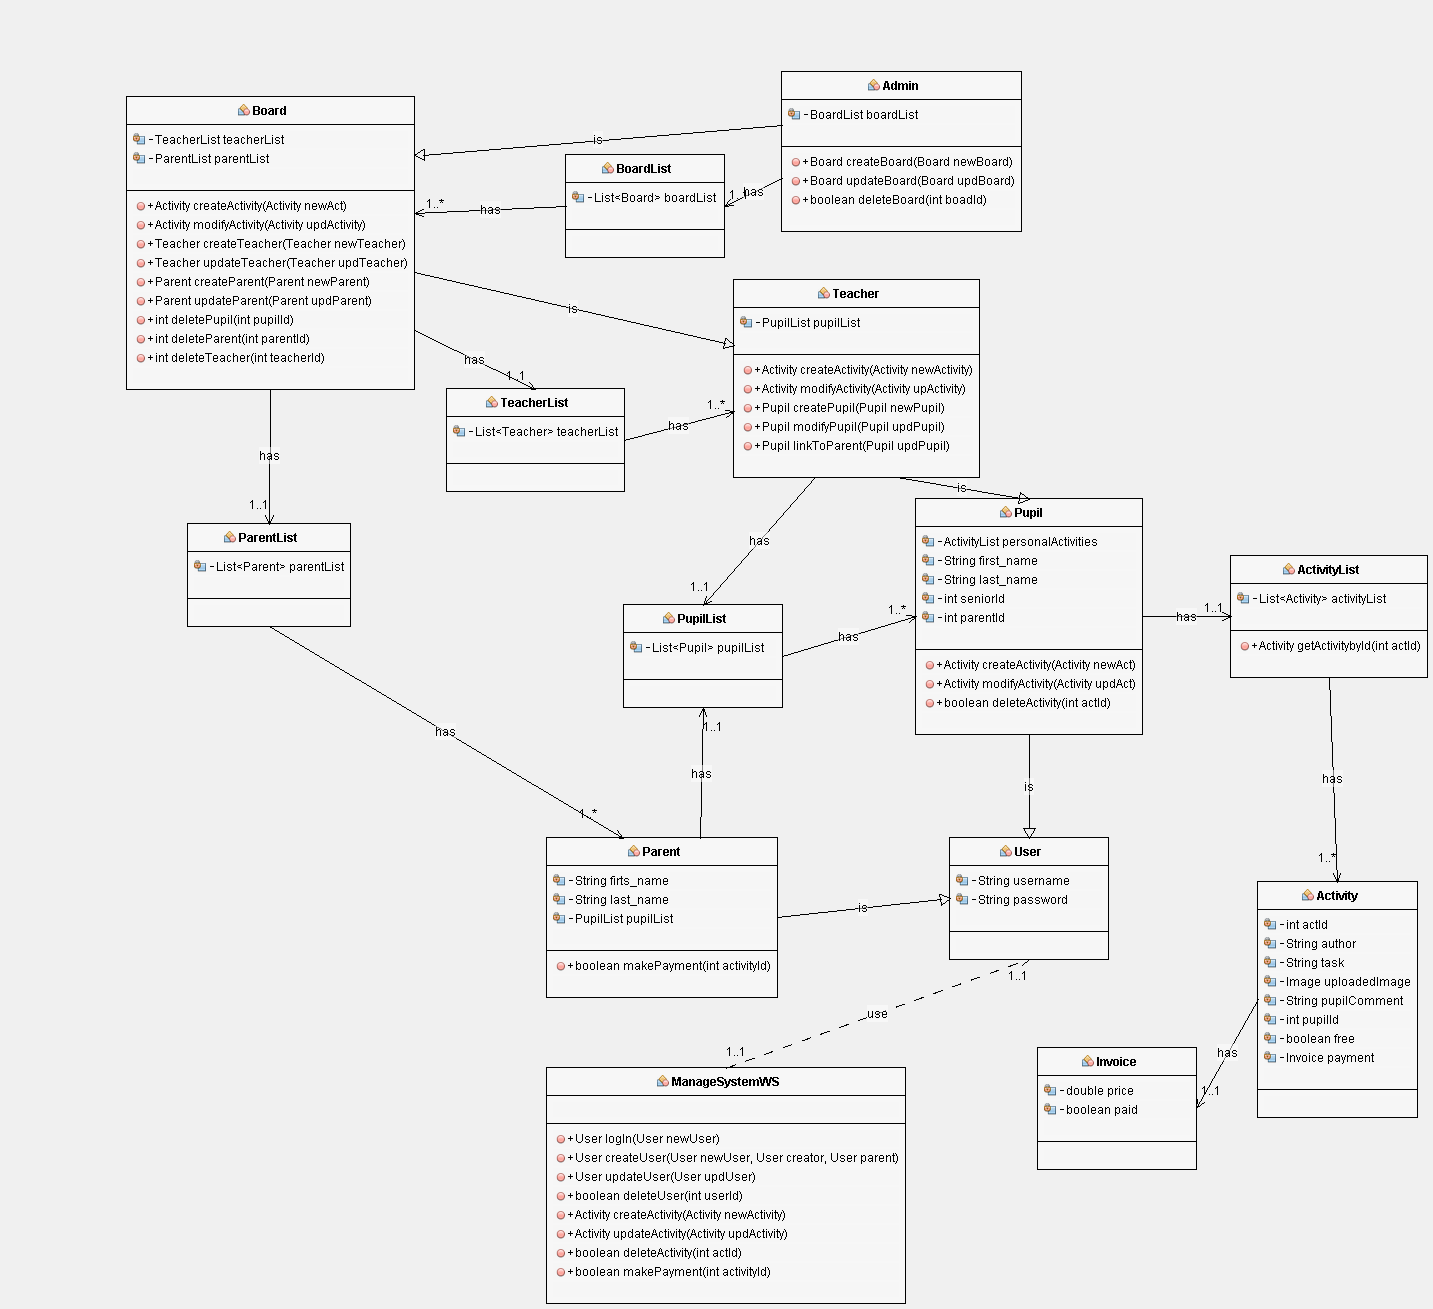 Board
-TeacherList teacherList
-ParentList parentList
+Activity createActivity(Activity newAct)
+Activity modifyActivity(Activity updActivity)
+Teacher createTeacher(Teacher newTeacher)
+Teacher updateTeacher(Teacher updTeacher)
+Parent createParent(Parent newParent)
+Parent updateParent(Parent updParent)
+int deletePupil(int pupilId)
+int deleteParent(int parentId)
+int deleteTeacher(int teacherId)
Admin
-BoardList boardList
+Board createBoard(Board newBoard)
+Board updateBoard(Board updBoard)
+boolean deleteBoard(int boadId)
is
BoardList
-List<Board> boardList
1..*
has
has
is
Teacher
-PupilList pupilList
+Activity createActivity(Activity newActivity)
+Activity modifyActivity(Activity upActivity)
+Pupil createPupil(Pupil newPupil)
+Pupil modifyPupil(Pupil updPupil)
+Pupil linkToParent(Pupil updPupil)
has
1..1
TeacherList
-List<Teacher> teacherList
1..*
has
has
1..1
ParentList
-List<Parent> parentList
is
Pupil
-ActivityList personalActivities
-String first_name
-String last_name
-int seniorId
-int parentId
+Activity createActivity(Activity newAct)
+Activity modifyActivity(Activity updAct)
+boolean deleteActivity(int actId)
has
1..1
PupilList
-List<Pupil> pupilList
1..*
has
has
1..1
ActivityList
-List<Activity> activityList
+Activity getActivitybyId(int actId)
has
1..*
1..1
has
is
has
1..*
Parent
-String firts_name
-String last_name
-PupilList pupilList
+boolean makePayment(int activityId)
is
User
-String username
-String password
Activity
-int actId
-String author
-String task
-Image uploadedImage
-String pupilComment
-int pupilId
-boolean free
-Invoice payment
1..1
use
1..1
has
1..1
Invoice
-double price
-boolean paid
ManageSystemWS
+User logIn(User newUser)
+User createUser(User newUser, User creator, User parent)
+User updateUser(User updUser)
+boolean deleteUser(int userId)
+Activity createActivity(Activity newActivity)
+Activity updateActivity(Activity updActivity)
+boolean deleteActivity(int actId)
+boolean makePayment(int activityId)